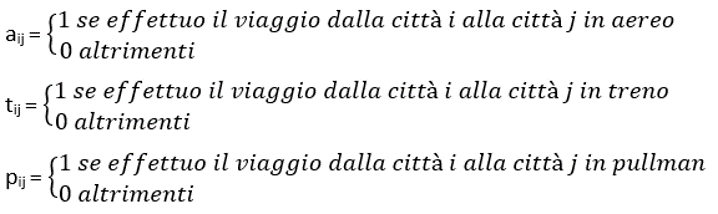 aij = {1 se effettuo il viaggio dalla città i alla città j in aereo
0 altrimenti
tij = {1 se effettuo il viaggio dalla città i alla città j in treno
0 altrimenti
pij = {1 se effettuo il viaggio dalla città i alla città j in pullman
0 altrimenti